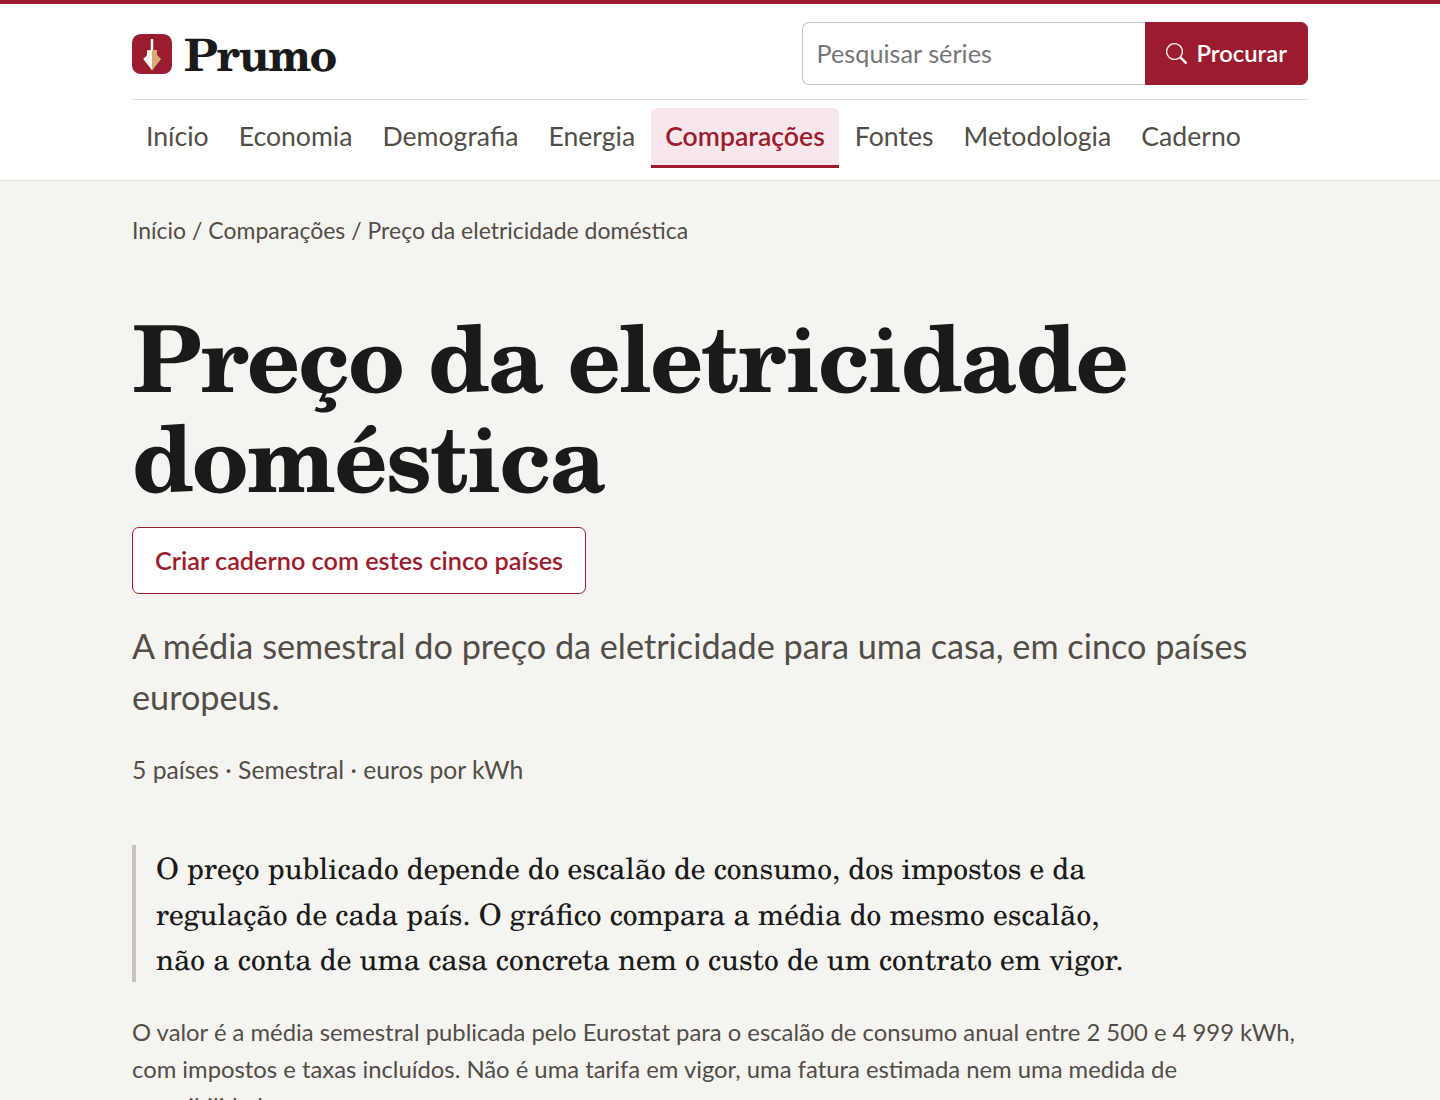 Prumo
Pesquisar séries
Procurar
Início Economia Demografia Energia Comparações Fontes Metodologia Caderno
Início / Comparações / Preço da eletricidade doméstica
Preço da eletricidade
doméstica
Criar caderno com estes cinco países
A média semestral do preço da eletricidade para uma casa, em cinco países
europeus.
5 países · Semestral · euros por kWh
O preço publicado depende do escalão de consumo, dos impostos e da
regulação de cada país. O gráfico compara a média do mesmo escalão,
não a conta de uma casa concreta nem o custo de um contrato em vigor.
O valor é a média semestral publicada pelo Eurostat para o escalão de consumo anual entre 2 500 e 4 999 kWh,
com impostos e taxas incluídos. Não é uma tarifa em vigor, uma fatura estimada nem uma medida de